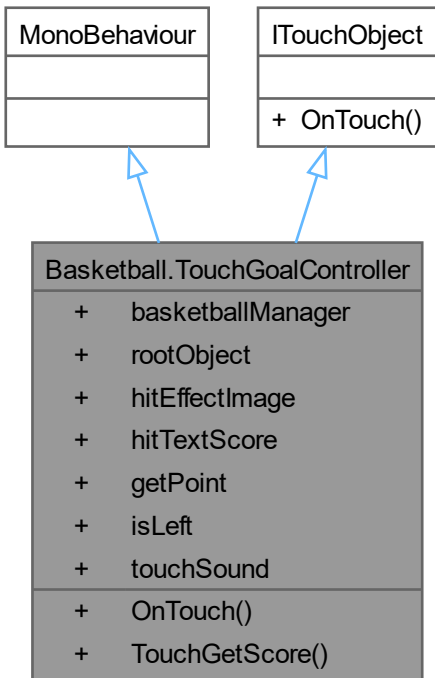 MonoBehaviour
ITouchObject
+ OnTouch()
Basketball.TouchGoalController
+ basketballManager
+ rootObject
+ hitEffectImage
+ hitTextScore
+ getPoint
+ isLeft
+ touchSound
+ OnTouch()
+ TouchGetScore()